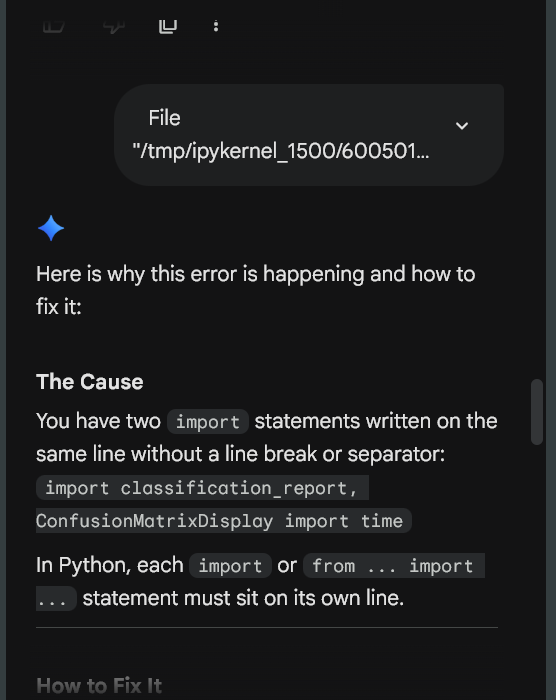 File
"/tmp/ipykernel_1500/600501...
Here is why this error is happening and how to
fix it:
The Cause
You have two import statements written on the
same line without a line break or separator:
import classification_report,
ConfusionMatrixDisplay import time
In Python, each import or from ... import
... statement must sit on its own line.
How to Fix It